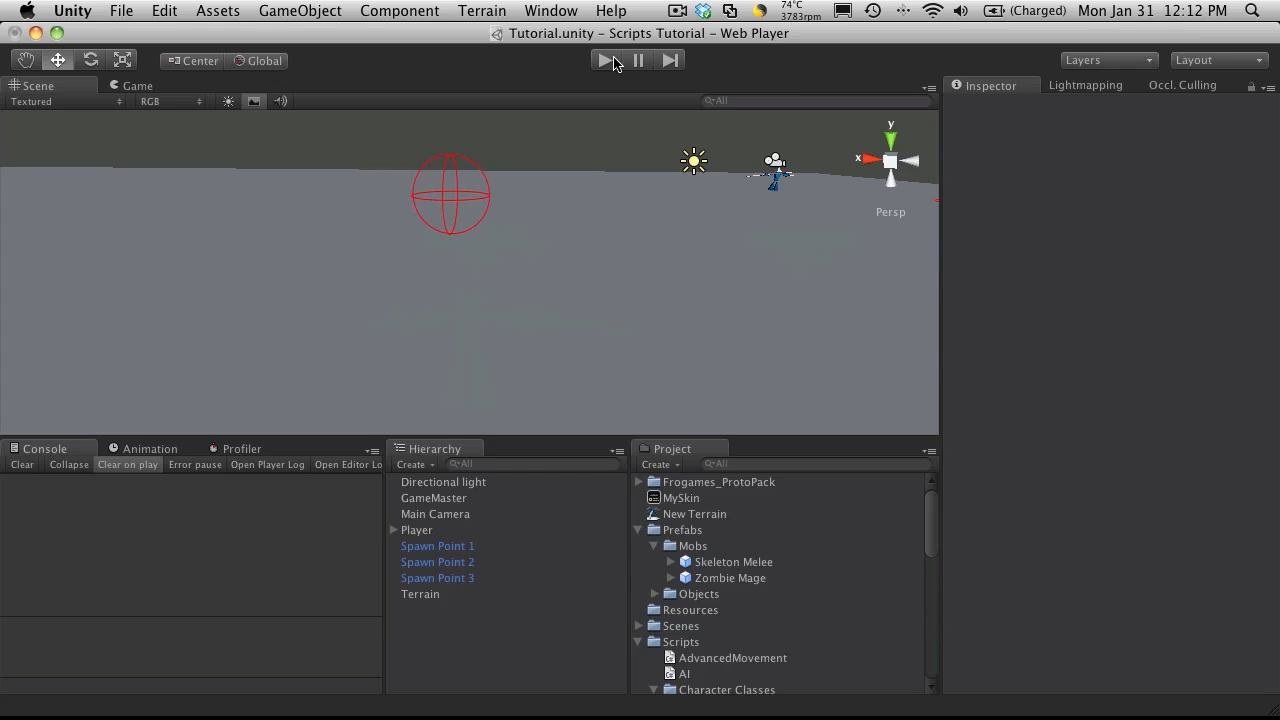 Unity File Edit Assets GameObject Component Terrain Window Help 74°C 3783rpm (Charged) Mon Jan 31 12:12 PM
Tutorial.unity – Scripts Tutorial – Web Player
Center Global Layers Layout
Scene Game Inspector Lightmapping Occl. Culling
Textured RGB All
y
x
Persp
Console Animation Profiler Hierarchy Project
Clear Collapse Clear on play Error pause Open Player Log Open Editor Lo Create All Create All
Directional light
GameMaster
Main Camera
Player
Spawn Point 1
Spawn Point 2
Spawn Point 3
Terrain
Frogames_ProtoPack
MySkin
New Terrain
Prefabs
Mobs
Skeleton Melee
Zombie Mage
Objects
Resources
Scenes
Scripts
AdvancedMovement
AI
Character Classes